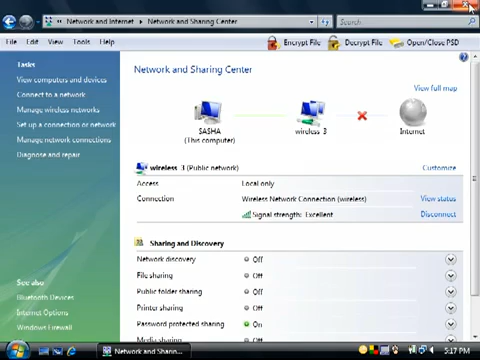 Network and Internet ▸ Network and Sharing Center
Search
File Edit View Tools Help
Encrypt File Decrypt File Open/Close PSD
Tasks
View computers and devices
Connect to a network
Manage wireless networks
Set up a connection or network
Manage network connections
Diagnose and repair
See also
Bluetooth Devices
Internet Options
Windows Firewall
Network and Sharing Center
View full map
SASHA
(This computer)
wireless 3
Internet
wireless 3 (Public network)
Customize
Access Local only
Connection Wireless Network Connection (wireless) View status
Signal strength: Excellent Disconnect
Sharing and Discovery
Network discovery Off
File sharing Off
Public folder sharing Off
Printer sharing Off
Password protected sharing On
Media sharing Off
Network and Sharin...
5:17 PM